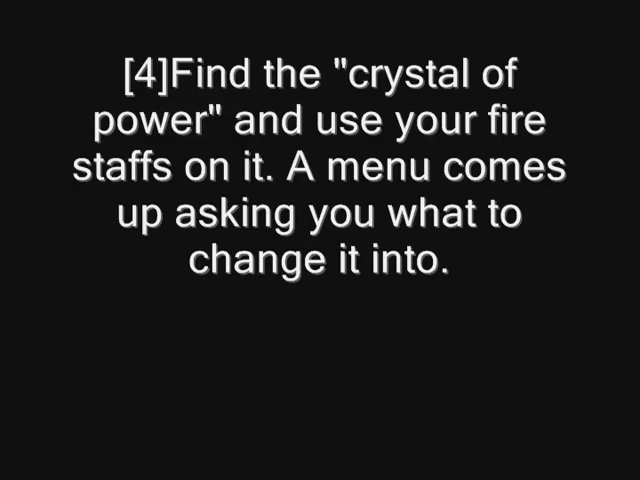 [4]Find the "crystal of
power" and use your fire
staffs on it. A menu comes
up asking you what to
change it into.